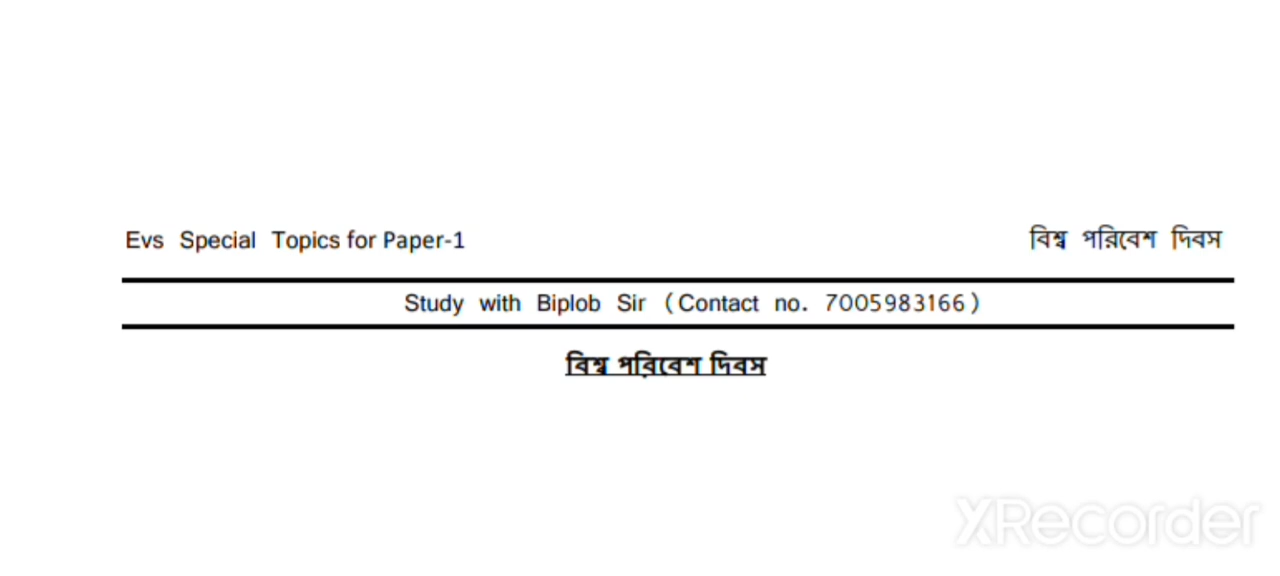 Evs Special Topics for Paper-1 বিশ্ব পরিবেশ দিবস
Study with Biplob Sir (Contact no. 7005983166)
বিশ্ব পরিবেশ দিবস
XRecorder